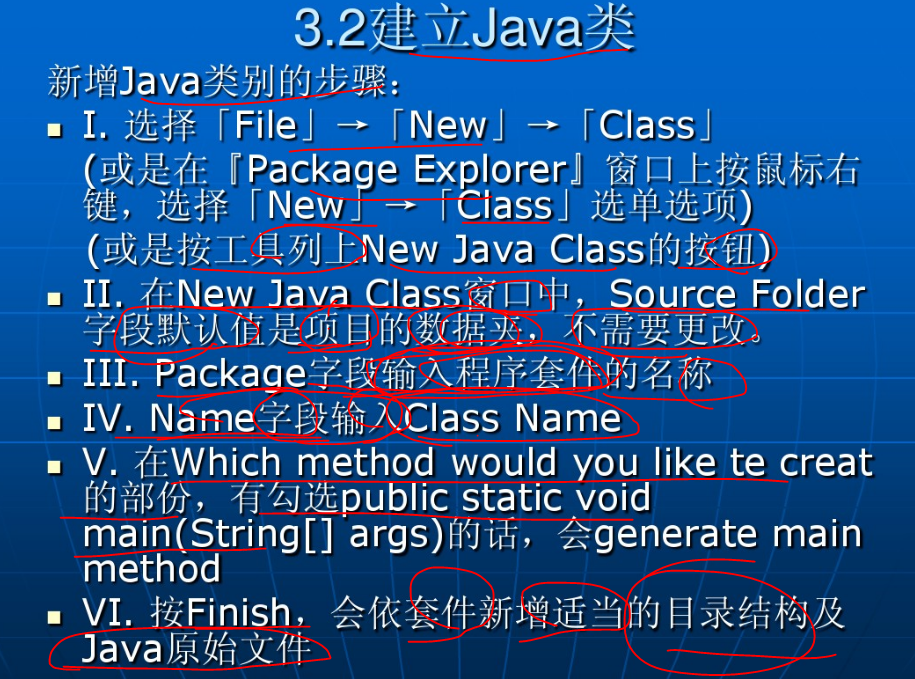 3.2建立Java类
新增Java类别的步骤：
I. 选择「File」→「New」→「Class」
(或是在『Package Explorer』窗口上按鼠标右
键，选择「New」→「Class」选单选项)
(或是按工具列上New Java Class的按钮)
II. 在New Java Class窗口中，Source Folder
字段默认值是项目的数据夹，不需要更改。
III. Package字段输入程序套件的名称
IV. Name字段输入Class Name
V. 在Which method would you like te creat
的部份，有勾选public static void
main(String[] args)的话，会generate main
method
VI. 按Finish，会依套件新增适当的目录结构及
Java原始文件